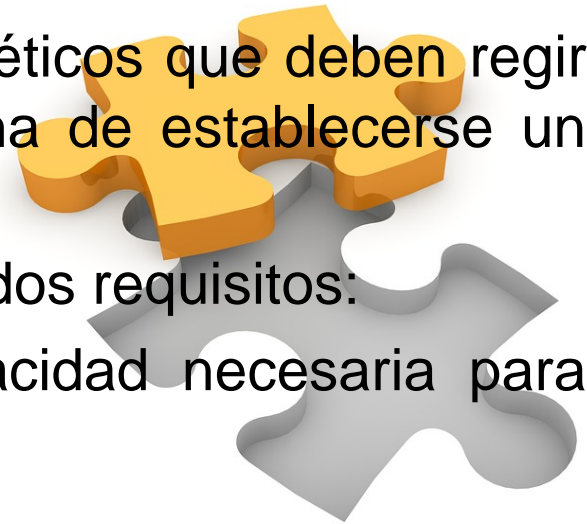 éticos que deben regir
na de establecerse un
dos requisitos:
acidad necesaria para